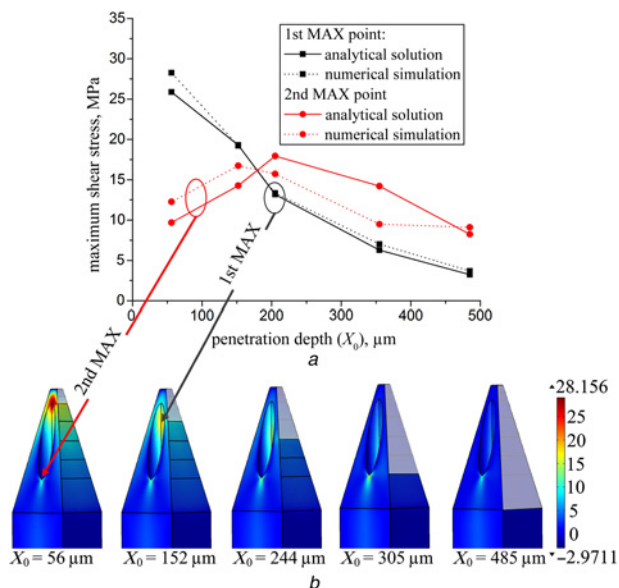 35
30
25
20
15
10
5
0
maximum shear stress, MPa
1st MAX point:
analytical solution
numerical simulation
2nd MAX point
analytical solution
numerical simulation
0 100 200 300 400 500
penetration depth (X₀), μm
a
2nd MAX
1st MAX
28.156
25
20
15
10
5
0
−2.9711
X₀ = 56 μm X₀ = 152 μm X₀ = 244 μm X₀ = 305 μm X₀ = 485 μm
b